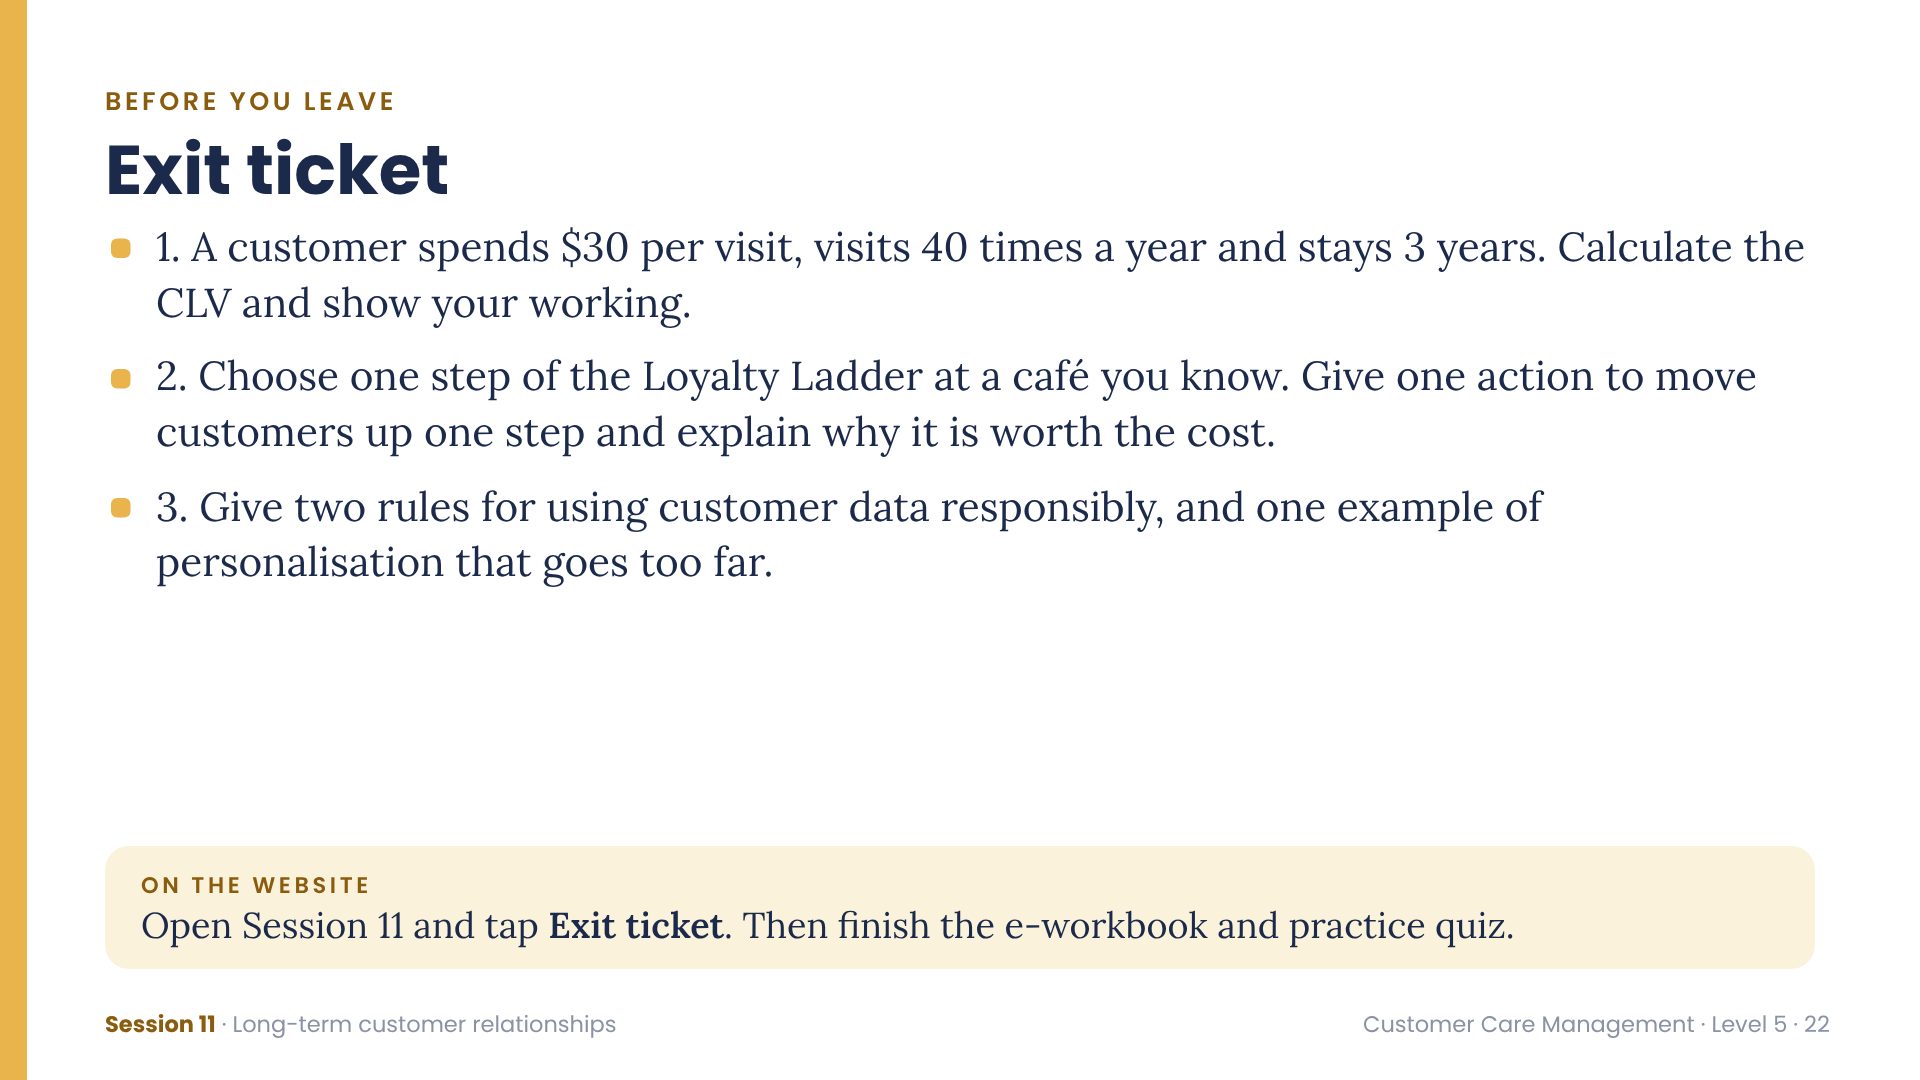 BEFORE YOU LEAVE
Exit ticket
1. A customer spends $30 per visit, visits 40 times a year and stays 3 years. Calculate the
CLV and show your working.
2. Choose one step of the Loyalty Ladder at a café you know. Give one action to move
customers up one step and explain why it is worth the cost.
3. Give two rules for using customer data responsibly, and one example of
personalisation that goes too far.
ON THE WEBSITE
Open Session 11 and tap Exit ticket. Then finish the e-workbook and practice quiz.
Session 11 · Long-term customer relationships
Customer Care Management · Level 5 · 22